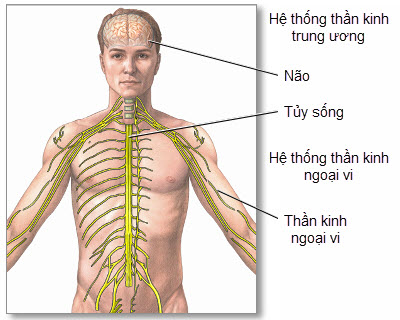 Hệ thống thần kinh
trung ương
Não
Tủy sống
Hệ thống thần kinh
ngoại vi
Thần kinh
ngoại vi